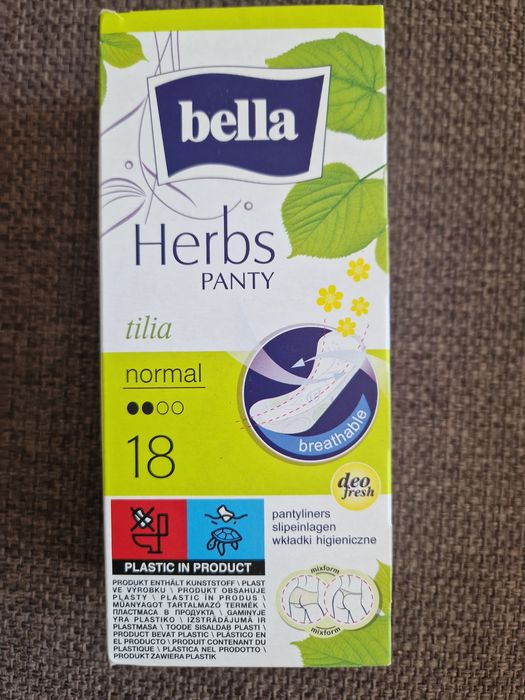 bella
Herbs
PANTY
tilia
normal
18
breathable
deo
fresh
pantyliners
slipeinlagen
wkładki higieniczne
PLASTIC IN PRODUCT
mixform
mixform
PRODUKT ENTHÄLT KUNSTSTOFF \ PLAST
VE VÝROBKU \ PRODUKT OBSAHUJE
PLASTY \ PLASTIC IN PRODUS \
MŰANYAGOT TARTALMAZÓ TERMÉK \
ПЛАСТМАСА В ПРОДУКТА \ GAMINYJE
YRA PLASTIKO \ IZSTRĀDĀJUMĀ IR
PLASTMASA \ TOODE SISALDAB PLASTI \
PRODUCT BEVAT PLASTIC \ PLÁSTICO EN
EL PRODUCTO \ PRODUIT CONTENANT DU
PLASTIQUE \ PLASTICA NEL PRODOTTO \
PRODUKT ZAWIERA PLASTIK